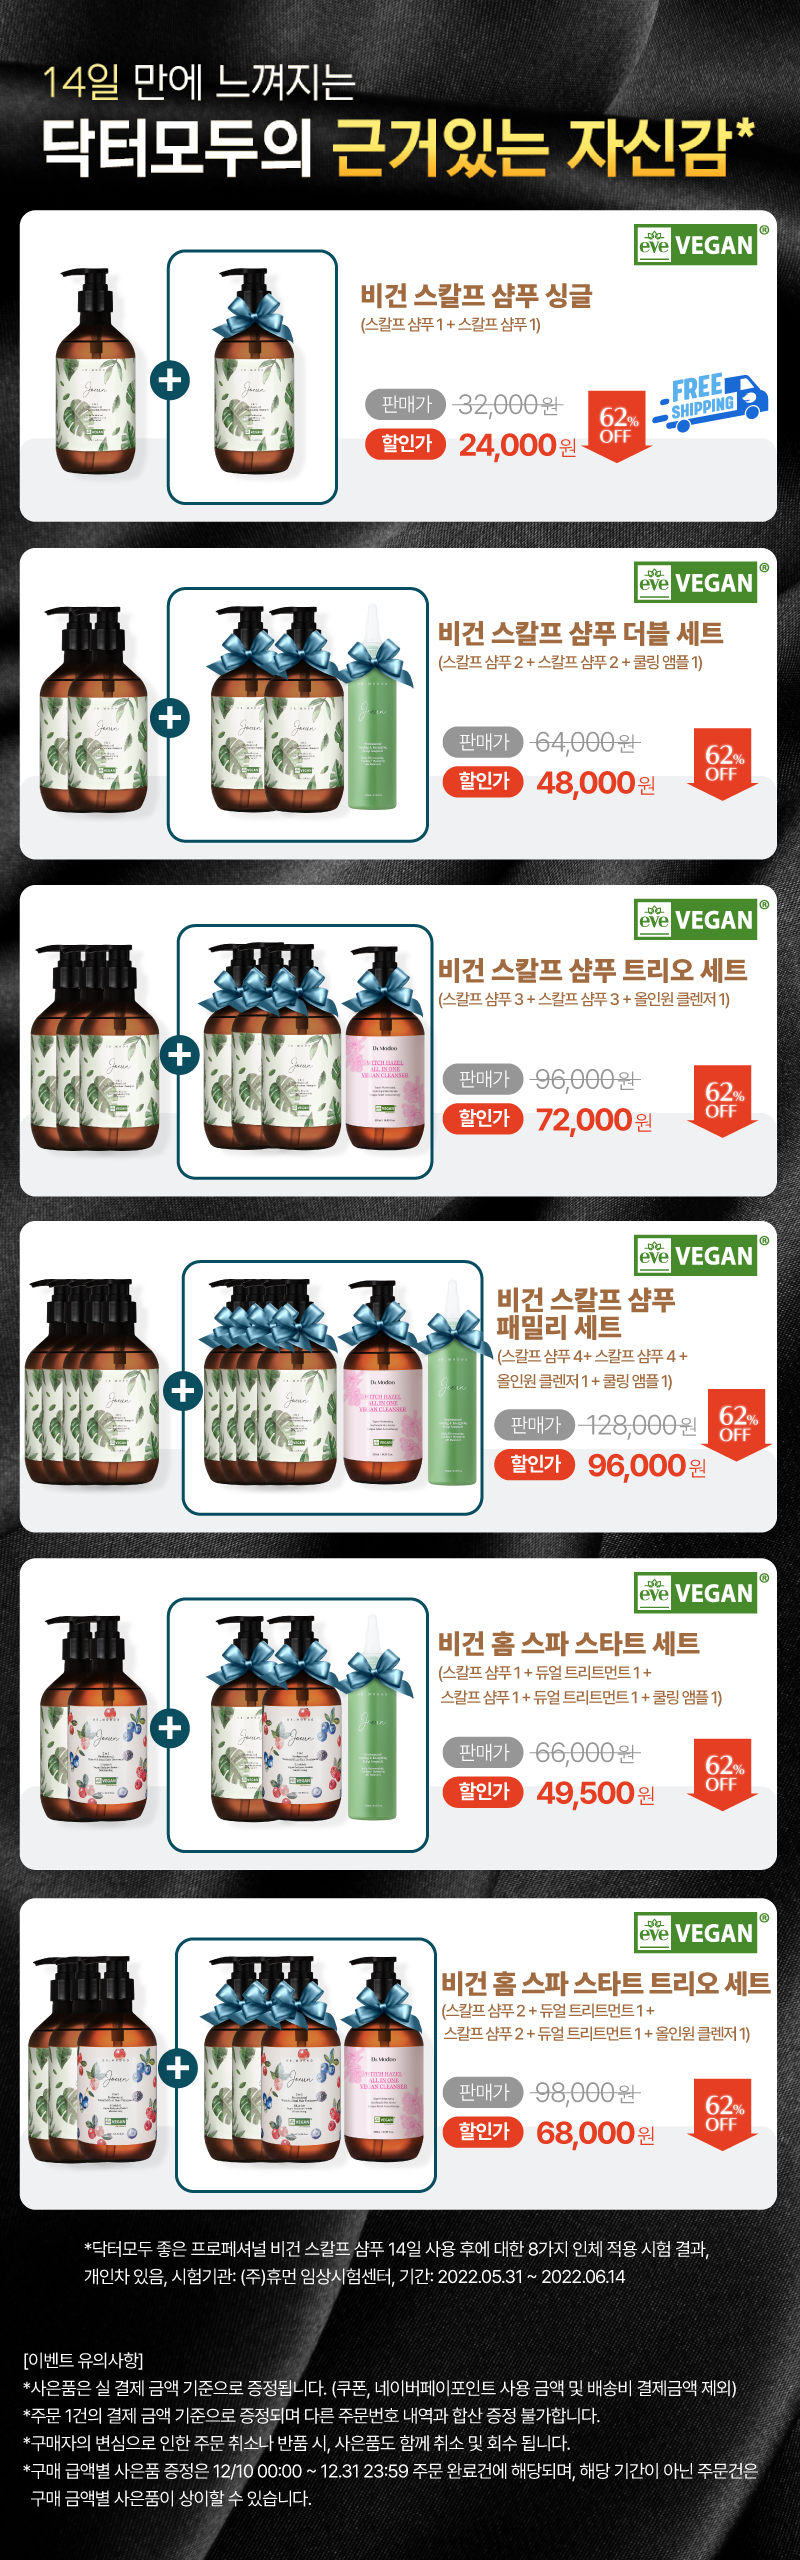 14일 만에 느껴지는
닥터모두의 근거있는 자신감*
eve VEGAN®
비건 스칼프 샴푸 싱글
(스칼프 샴푸 1 + 스칼프 샴푸 1)
판매가 32,000원
할인가 24,000원
62% OFF
FREE SHIPPING
eve VEGAN®
비건 스칼프 샴푸 더블 세트
(스칼프 샴푸 2 + 스칼프 샴푸 2 + 쿨링 앰플 1)
판매가 64,000원
할인가 48,000원
62% OFF
eve VEGAN®
비건 스칼프 샴푸 트리오 세트
(스칼프 샴푸 3 + 스칼프 샴푸 3 + 올인원 클렌저 1)
Dr. Modoo
WITCH HAZEL
ALL IN ONE
VEGAN CLEANSER
판매가 96,000원
할인가 72,000원
62% OFF
eve VEGAN®
비건 스칼프 샴푸
패밀리 세트
(스칼프 샴푸 4+ 스칼프 샴푸 4 +
올인원 클렌저 1 + 쿨링 앰플 1)
Dr. Modoo
WITCH HAZEL
ALL IN ONE
VEGAN CLEANSER
판매가 128,000원
할인가 96,000원
62% OFF
eve VEGAN®
비건 홈 스파 스타트 세트
(스칼프 샴푸 1 + 듀얼 트리트먼트 1 +
스칼프 샴푸 1 + 듀얼 트리트먼트 1 + 쿨링 앰플 1)
판매가 66,000원
할인가 49,500원
62% OFF
eve VEGAN®
비건 홈 스파 스타트 트리오 세트
(스칼프 샴푸 2 + 듀얼 트리트먼트 1 +
스칼프 샴푸 2 + 듀얼 트리트먼트 1 + 올인원 클렌저 1)
Dr. Modoo
WITCH HAZEL
ALL IN ONE
VEGAN CLEANSER
판매가 98,000원
할인가 68,000원
62% OFF
*닥터모두 좋은 프로페셔널 비건 스칼프 샴푸 14일 사용 후에 대한 8가지 인체 적용 시험 결과,
개인차 있음, 시험기관: (주)휴먼 임상시험센터, 기간: 2022.05.31 ~ 2022.06.14
[이벤트 유의사항]
*사은품은 실 결제 금액 기준으로 증정됩니다. (쿠폰, 네이버페이포인트 사용 금액 및 배송비 결제금액 제외)
*주문 1건의 결제 금액 기준으로 증정되며 다른 주문번호 내역과 합산 증정 불가합니다.
*구매자의 변심으로 인한 주문 취소나 반품 시, 사은품도 함께 취소 및 회수 됩니다.
*구매 급액별 사은품 증정은 12/10 00:00 ~ 12.31 23:59 주문 완료건에 해당되며, 해당 기간이 아닌 주문건은
구매 금액별 사은품이 상이할 수 있습니다.